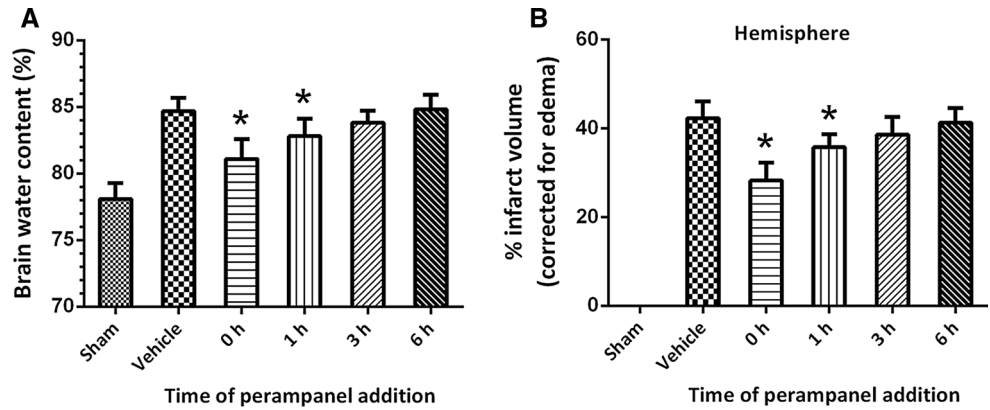 A
Brain water content (%)
90
85
80
75
70
*
*
Sham
Vehicle
0 h
1 h
3 h
6 h
Time of perampanel addition
B
Hemisphere
% infarct volume
(corrected for edema)
60
40
20
0
*
*
Sham
Vehicle
0 h
1 h
3 h
6 h
Time of perampanel addition